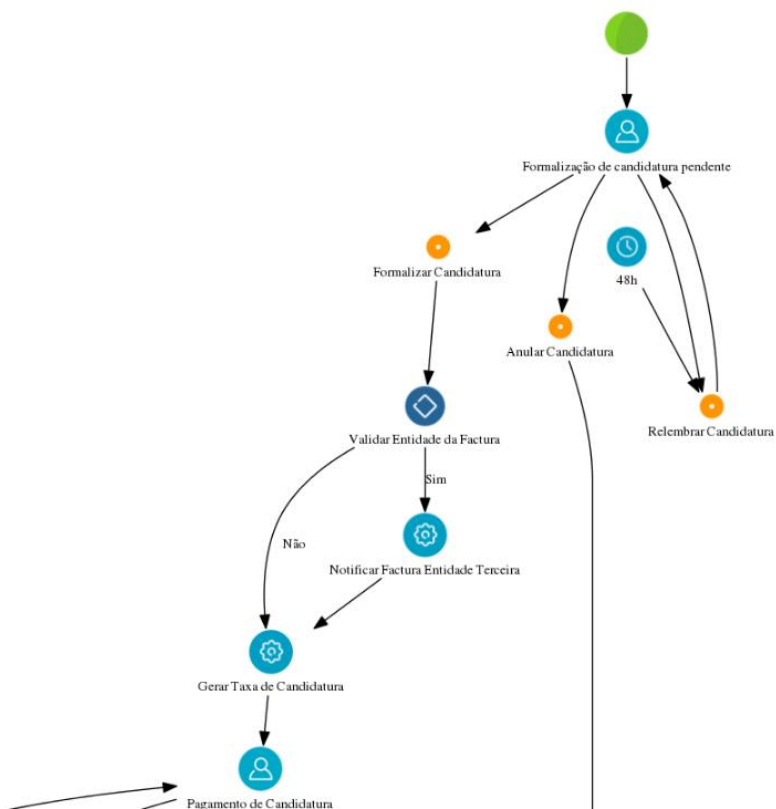 Formalização de candidatura pendente
Formalizar Candidatura
48h
Anular Candidatura
Relembrar Candidatura
Validar Entidade da Factura
Sim
Não
Notificar Factura Entidade Terceira
Gerar Taxa de Candidatura
Pagamento de Candidatura